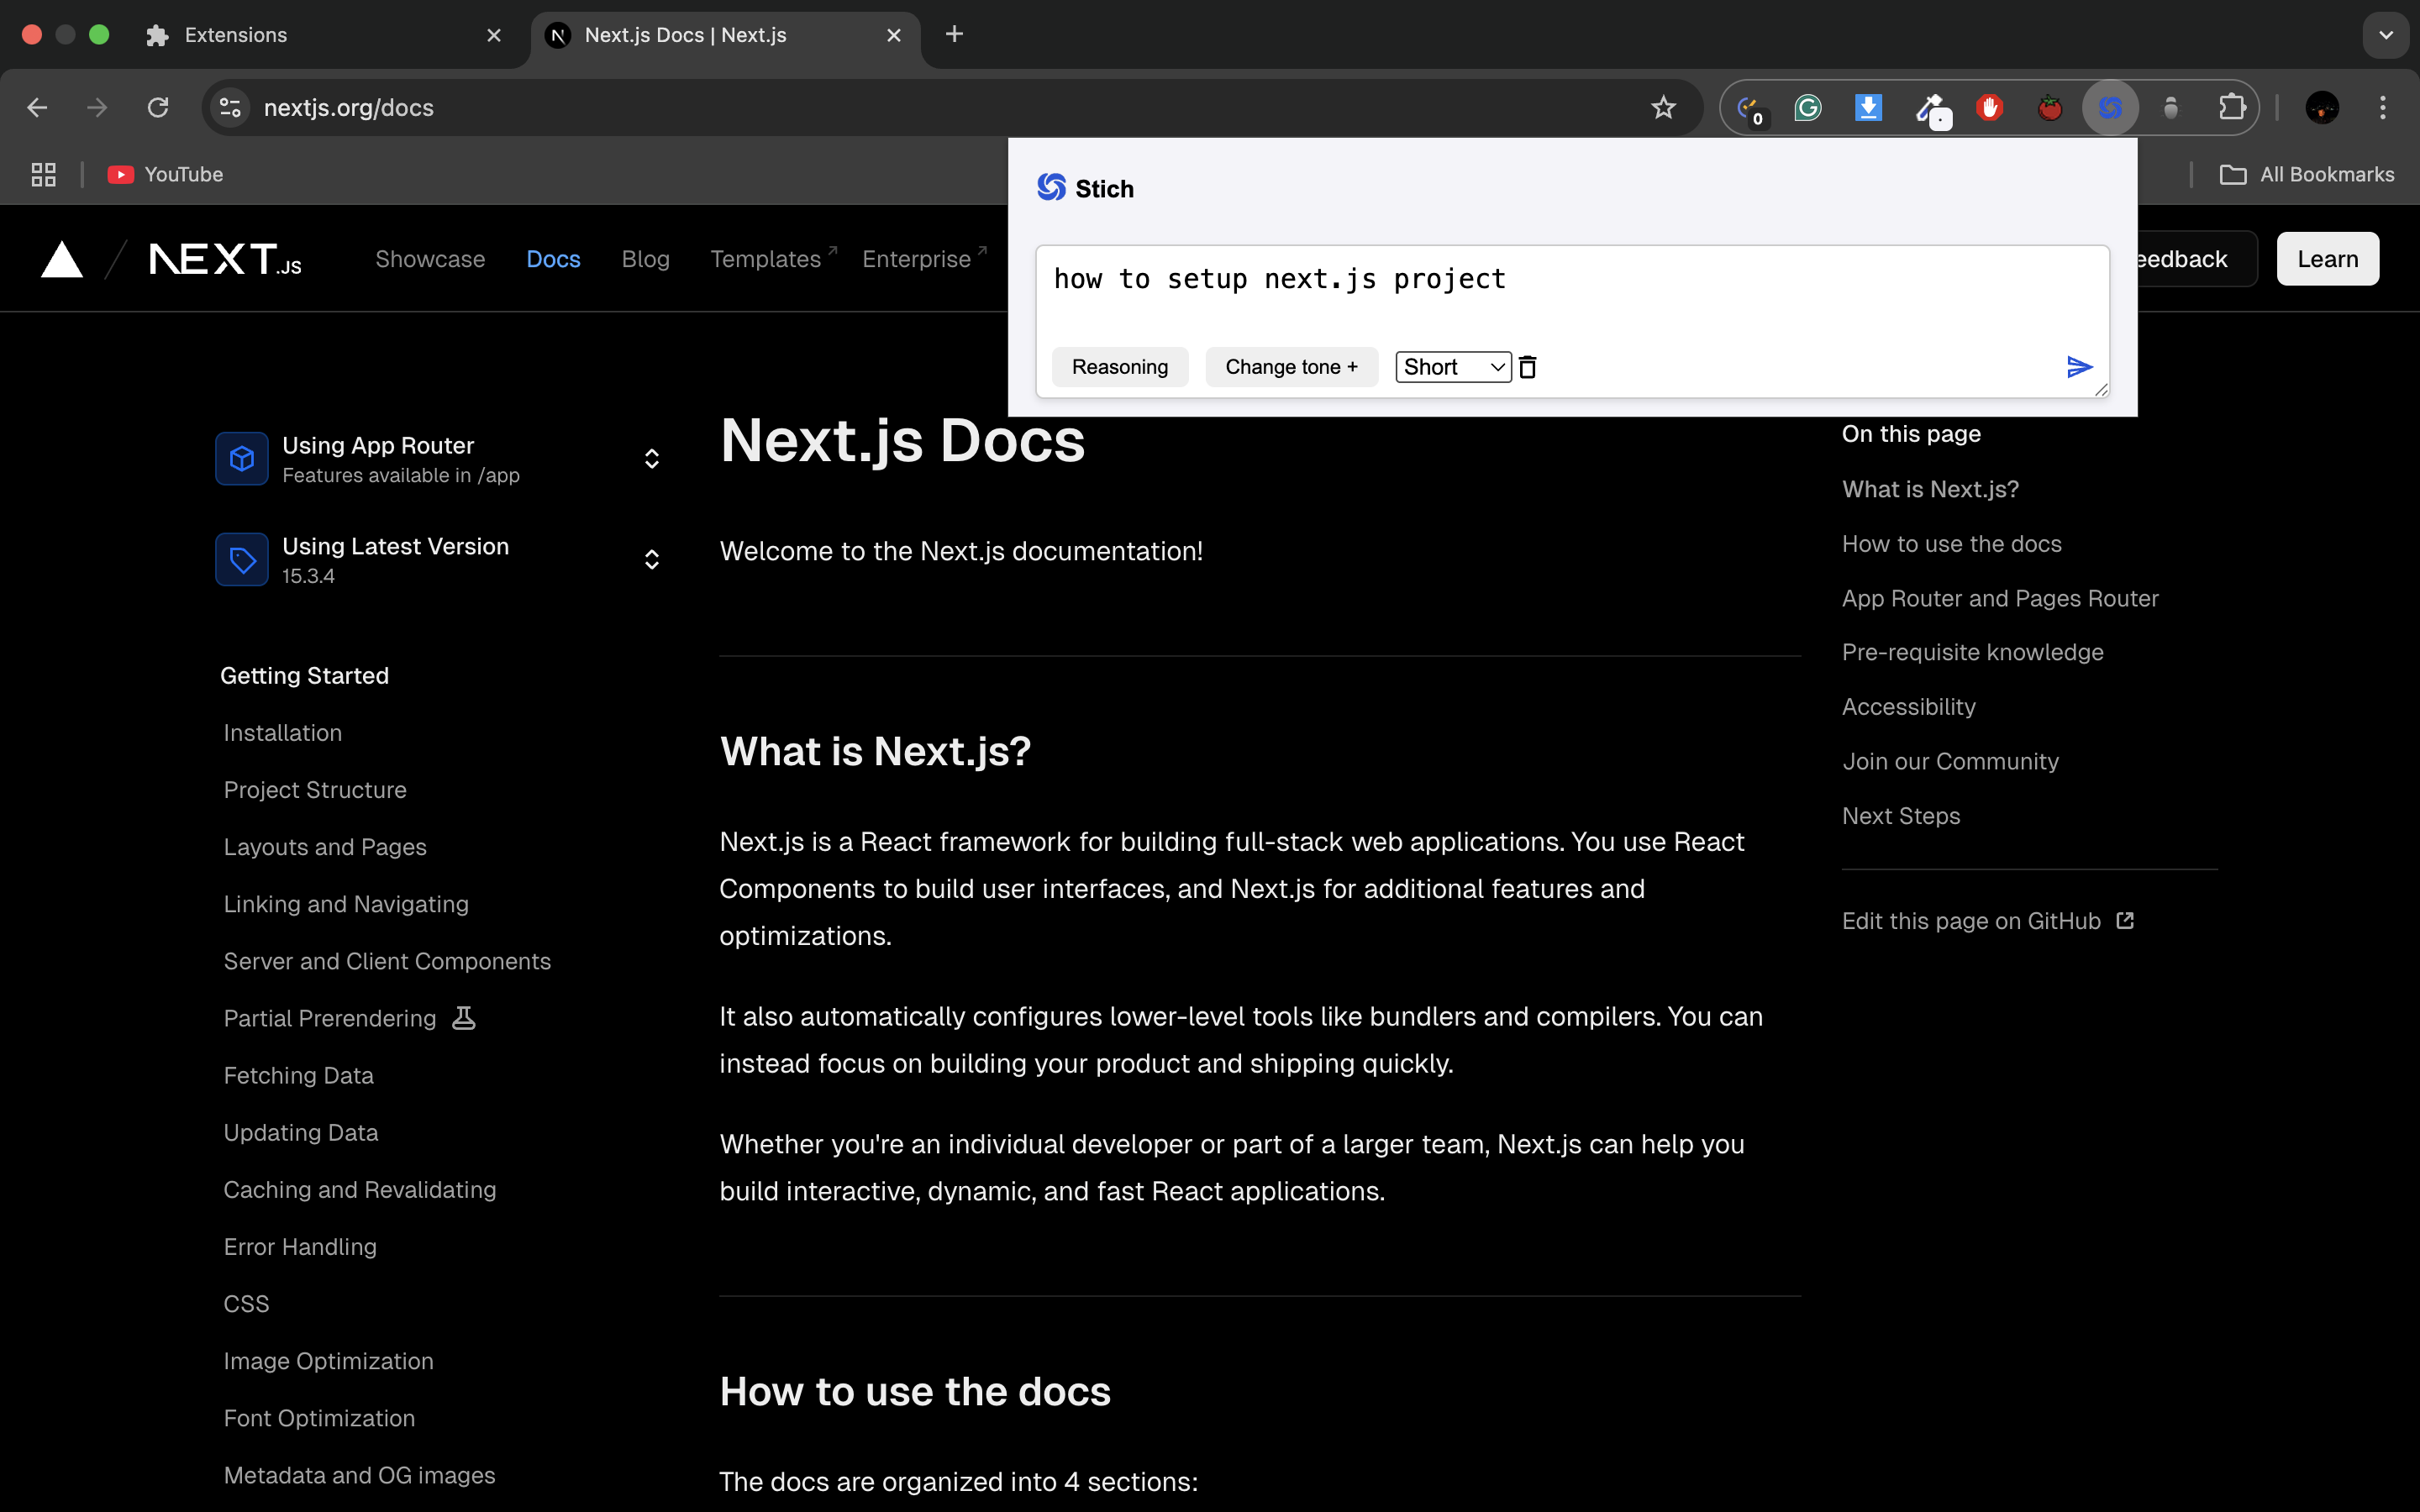 Extensions
Next.js Docs | Next.js
nextjs.org/docs
0
YouTube
All Bookmarks
Stich
how to setup next.js project
Reasoning
Change tone +
Short
NEXT.JS
Showcase
Docs
Blog
Templates
Enterprise
eedback
Learn
Using App Router
Features available in /app
Using Latest Version
15.3.4
Getting Started
Installation
Project Structure
Layouts and Pages
Linking and Navigating
Server and Client Components
Partial Prerendering
Fetching Data
Updating Data
Caching and Revalidating
Error Handling
CSS
Image Optimization
Font Optimization
Metadata and OG images
Next.js Docs
Welcome to the Next.js documentation!
What is Next.js?
Next.js is a React framework for building full-stack web applications. You use React
Components to build user interfaces, and Next.js for additional features and
optimizations.
It also automatically configures lower-level tools like bundlers and compilers. You can
instead focus on building your product and shipping quickly.
Whether you're an individual developer or part of a larger team, Next.js can help you
build interactive, dynamic, and fast React applications.
How to use the docs
The docs are organized into 4 sections:
On this page
What is Next.js?
How to use the docs
App Router and Pages Router
Pre-requisite knowledge
Accessibility
Join our Community
Next Steps
Edit this page on GitHub